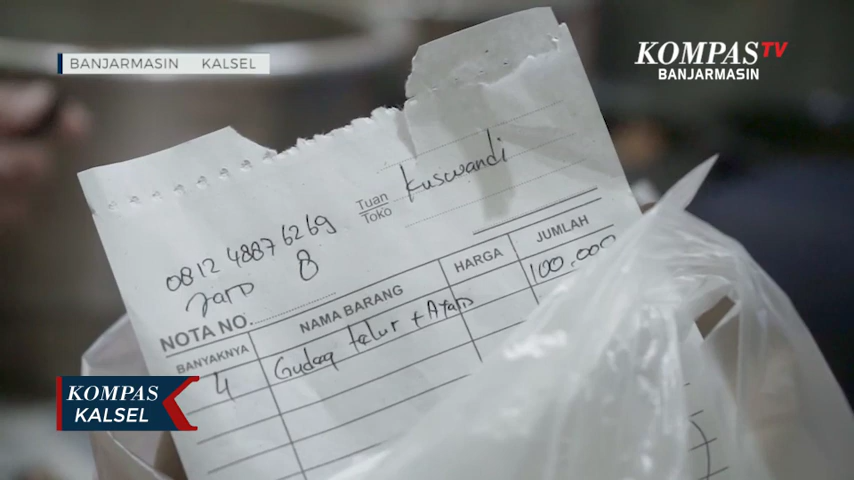 BANJARMASIN KALSEL
KOMPAS TV
BANJARMASIN
Tuan
Toko
Kuswandi
0812 4887 6269
Jam 8
NOTA NO.
BANYAKNYA NAMA BARANG HARGA JUMLAH
4 Gudeg telur + Ayam 100.000
KOMPAS
KALSEL